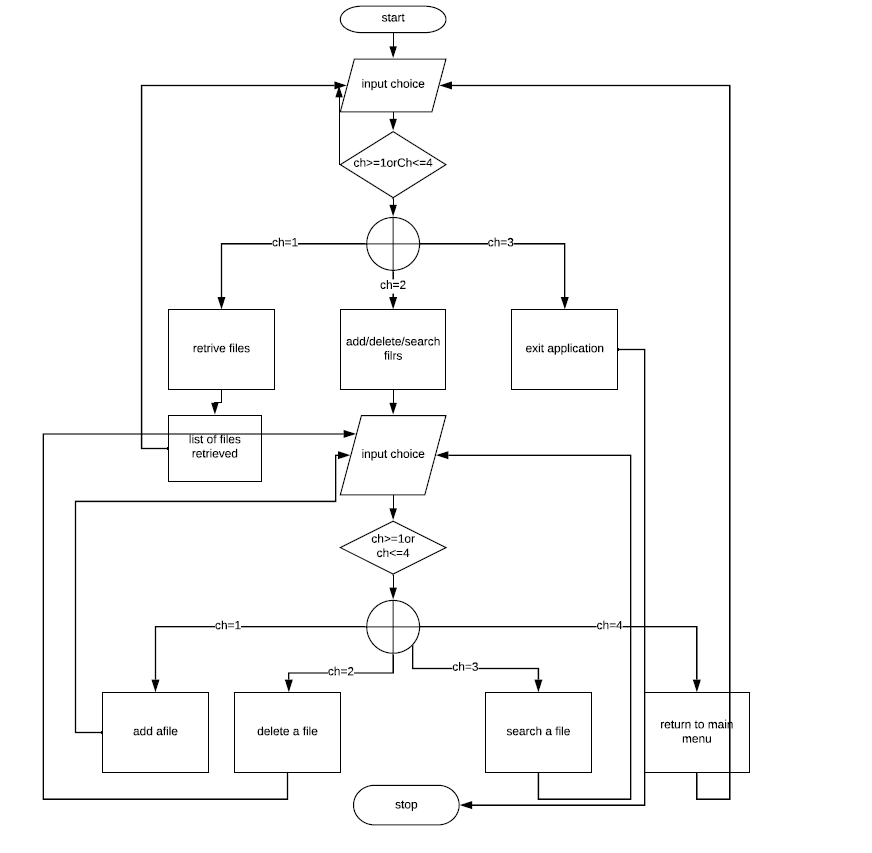 start
input choice
ch>=1orCh<=4
ch=1
ch=3
ch=2
retrive files
add/delete/search
filrs
exit application
list of files
retrieved
input choice
ch>=1or
ch<=4
ch=1
ch=4
ch=2
ch=3
add afile
delete a file
search a file
return to main
menu
stop